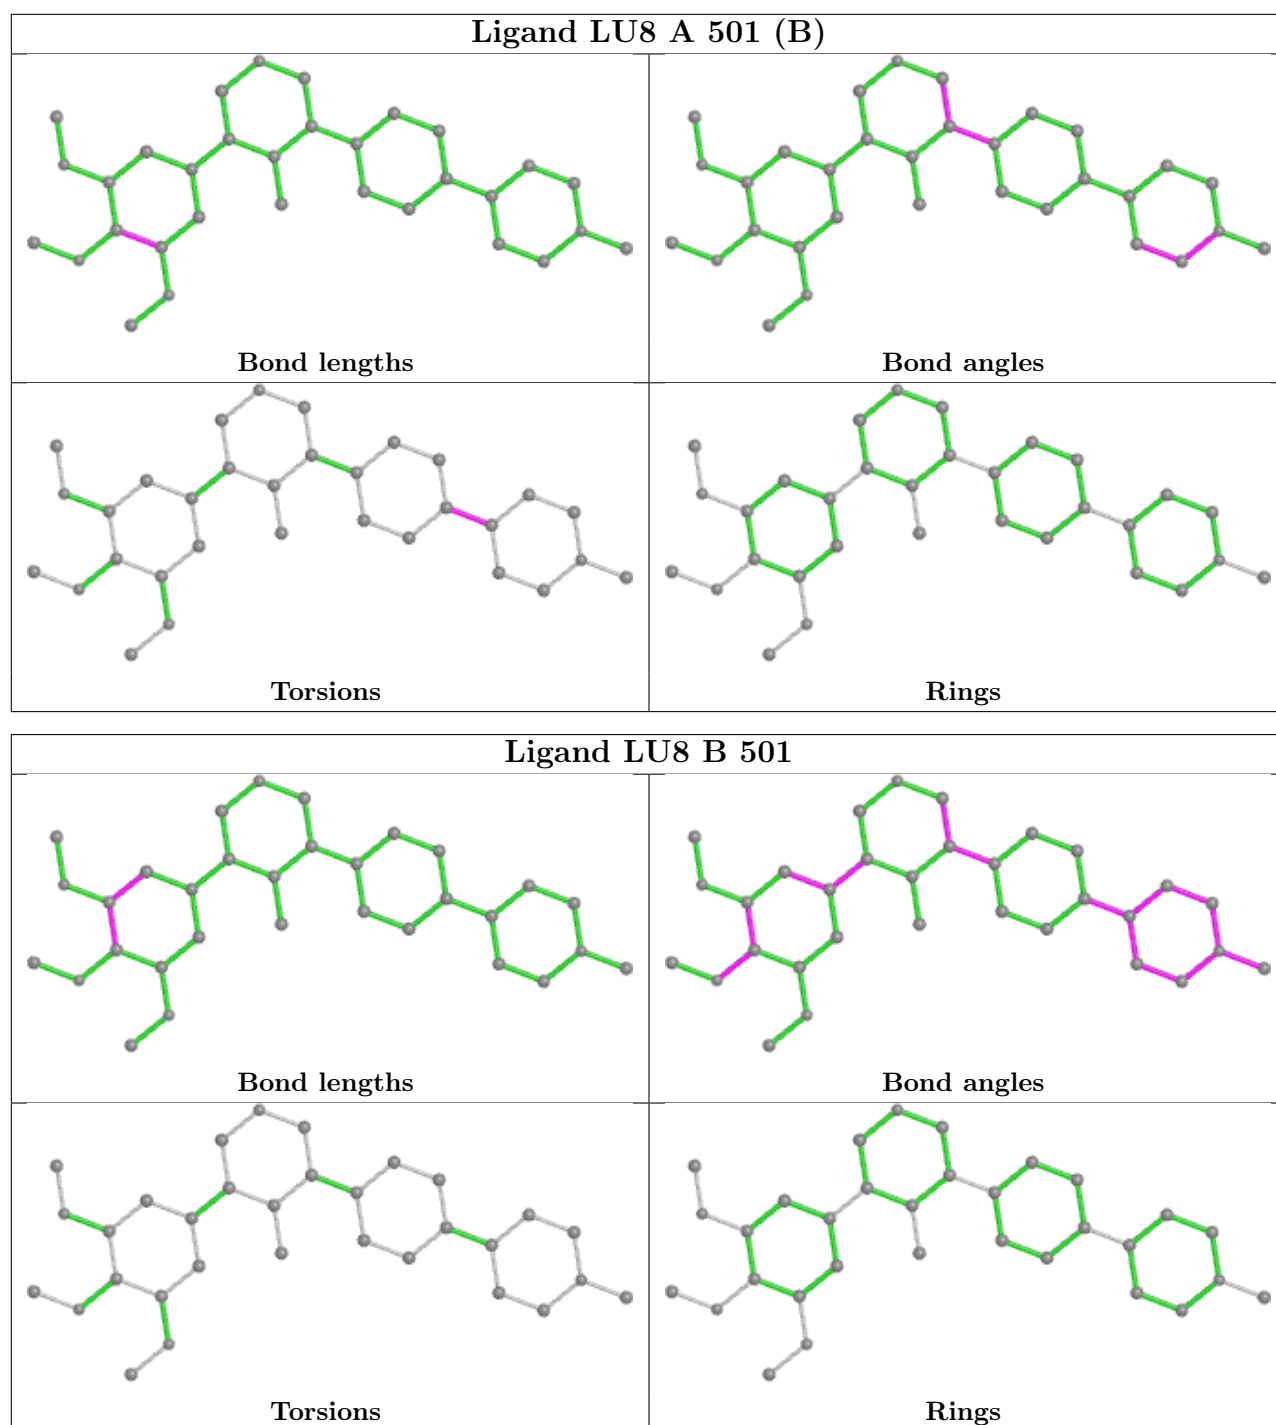 Ligand LU8 A 501 (B)
Bond lengths
Bond angles
Torsions
Rings
Ligand LU8 B 501
Bond lengths
Bond angles
Torsions
Rings